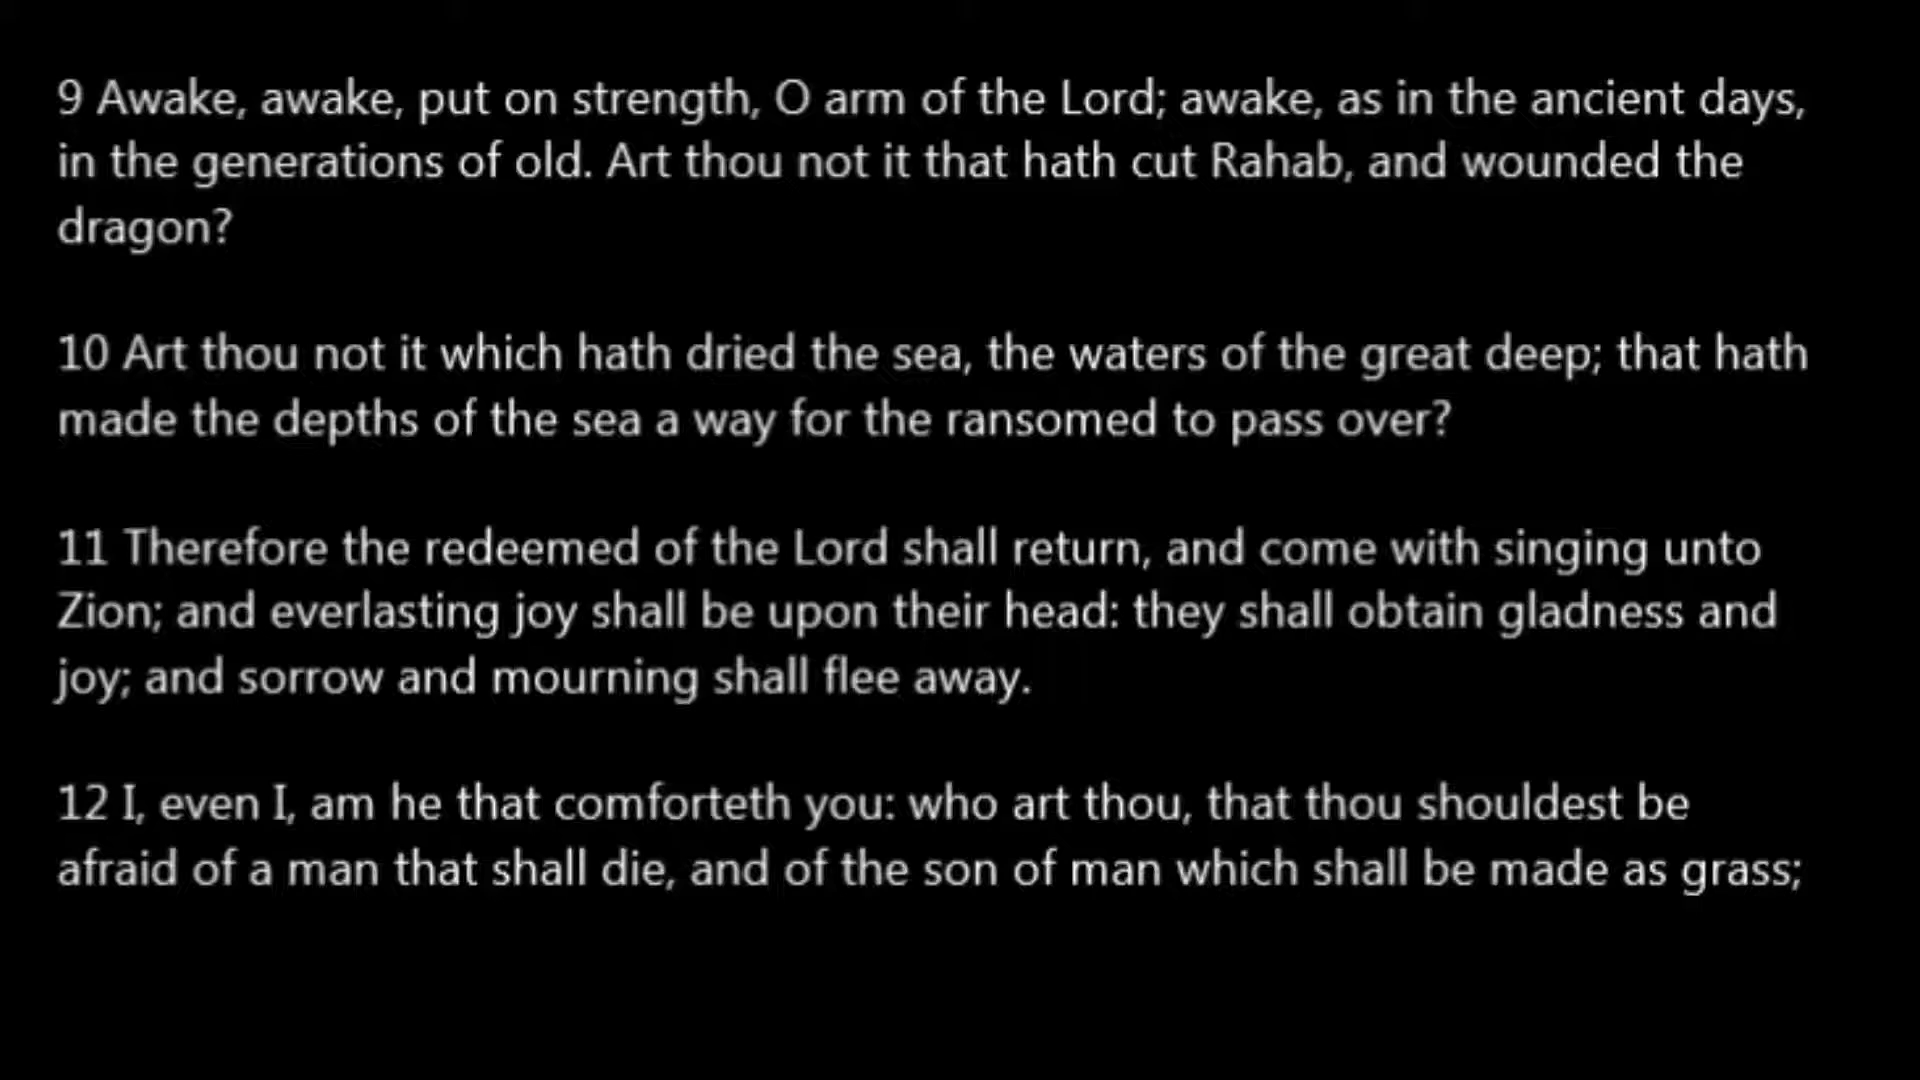 9 Awake, awake, put on strength, O arm of the Lord; awake, as in the ancient days,
in the generations of old. Art thou not it that hath cut Rahab, and wounded the
dragon?
10 Art thou not it which hath dried the sea, the waters of the great deep; that hath
made the depths of the sea a way for the ransomed to pass over?
11 Therefore the redeemed of the Lord shall return, and come with singing unto
Zion; and everlasting joy shall be upon their head: they shall obtain gladness and
joy; and sorrow and mourning shall flee away.
12 I, even I, am he that comforteth you: who art thou, that thou shouldest be
afraid of a man that shall die, and of the son of man which shall be made as grass;